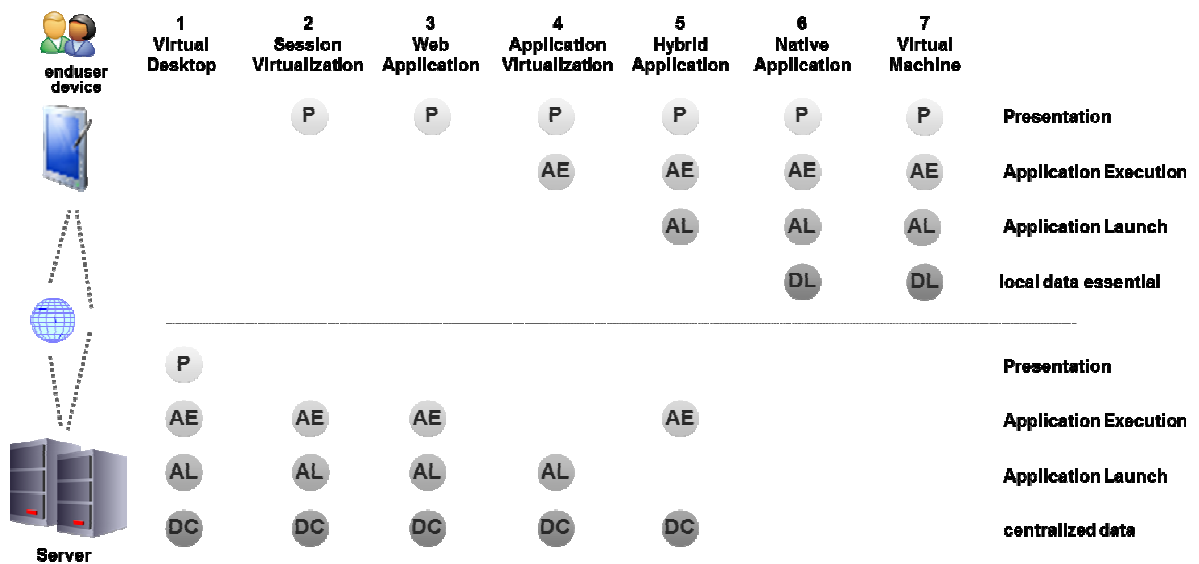 1 2 3 4 5 6 7
Virtual Session Web Application Hybrid Native Virtual
Desktop Virtualization Application Virtualization Application Application Machine
enduser
device
P P P P P P Presentation
AE AE AE AE Application Execution
AL AL AL Application Launch
DL DL local data essential
P Presentation
AE AE AE AE Application Execution
AL AL AL AL Application Launch
DC DC DC DC DC centralized data
Server